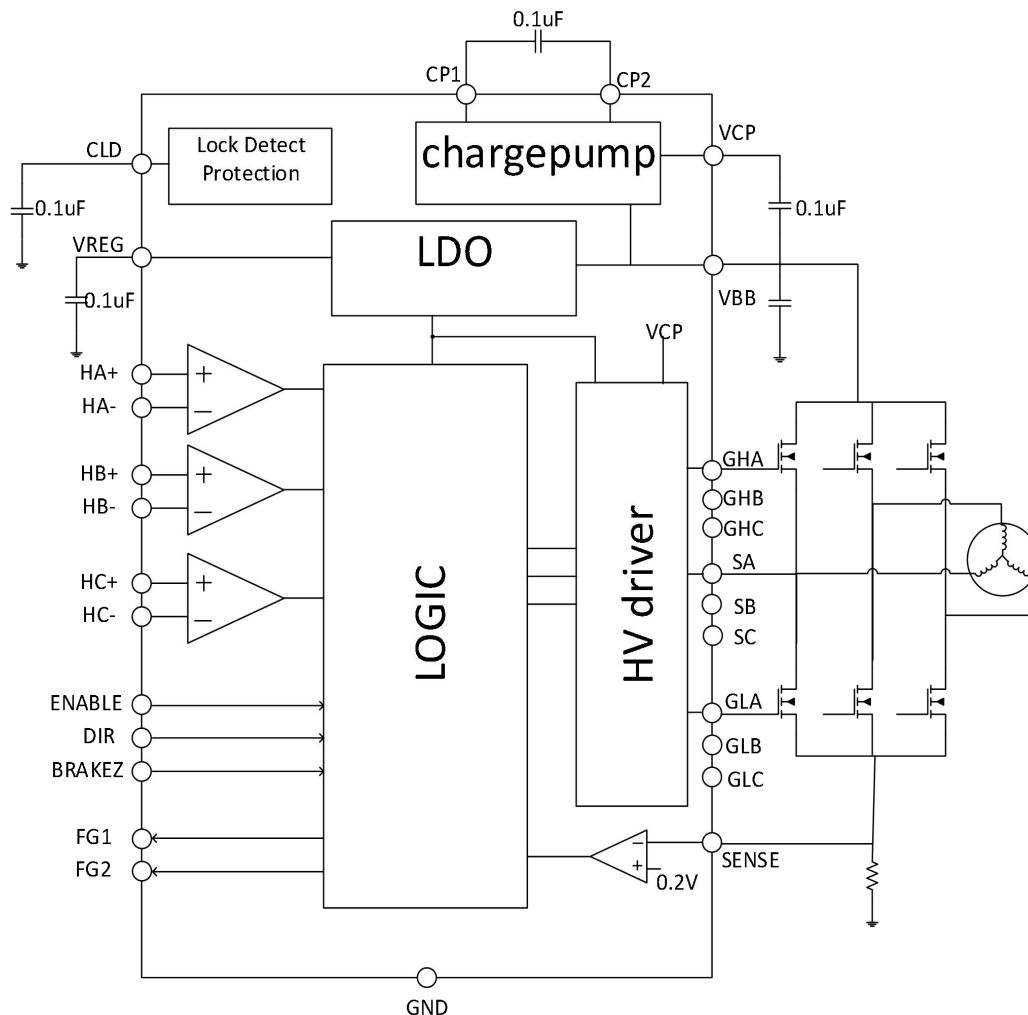 0.1uF
CP1
CP2
CLD
Lock Detect
Protection
chargepump
VCP
0.1uF
0.1uF
VREG
LDO
VBB
0.1uF
VCP
HA+
+
HA-
−
GHA
HB+
+
GHB
HB-
−
GHC
SA
HC+
+
HC-
−
SB
SC
LOGIC
HV driver
ENABLE
GLA
DIR
GLB
BRAKEZ
GLC
FG1
−
SENSE
FG2
+
0.2V
GND